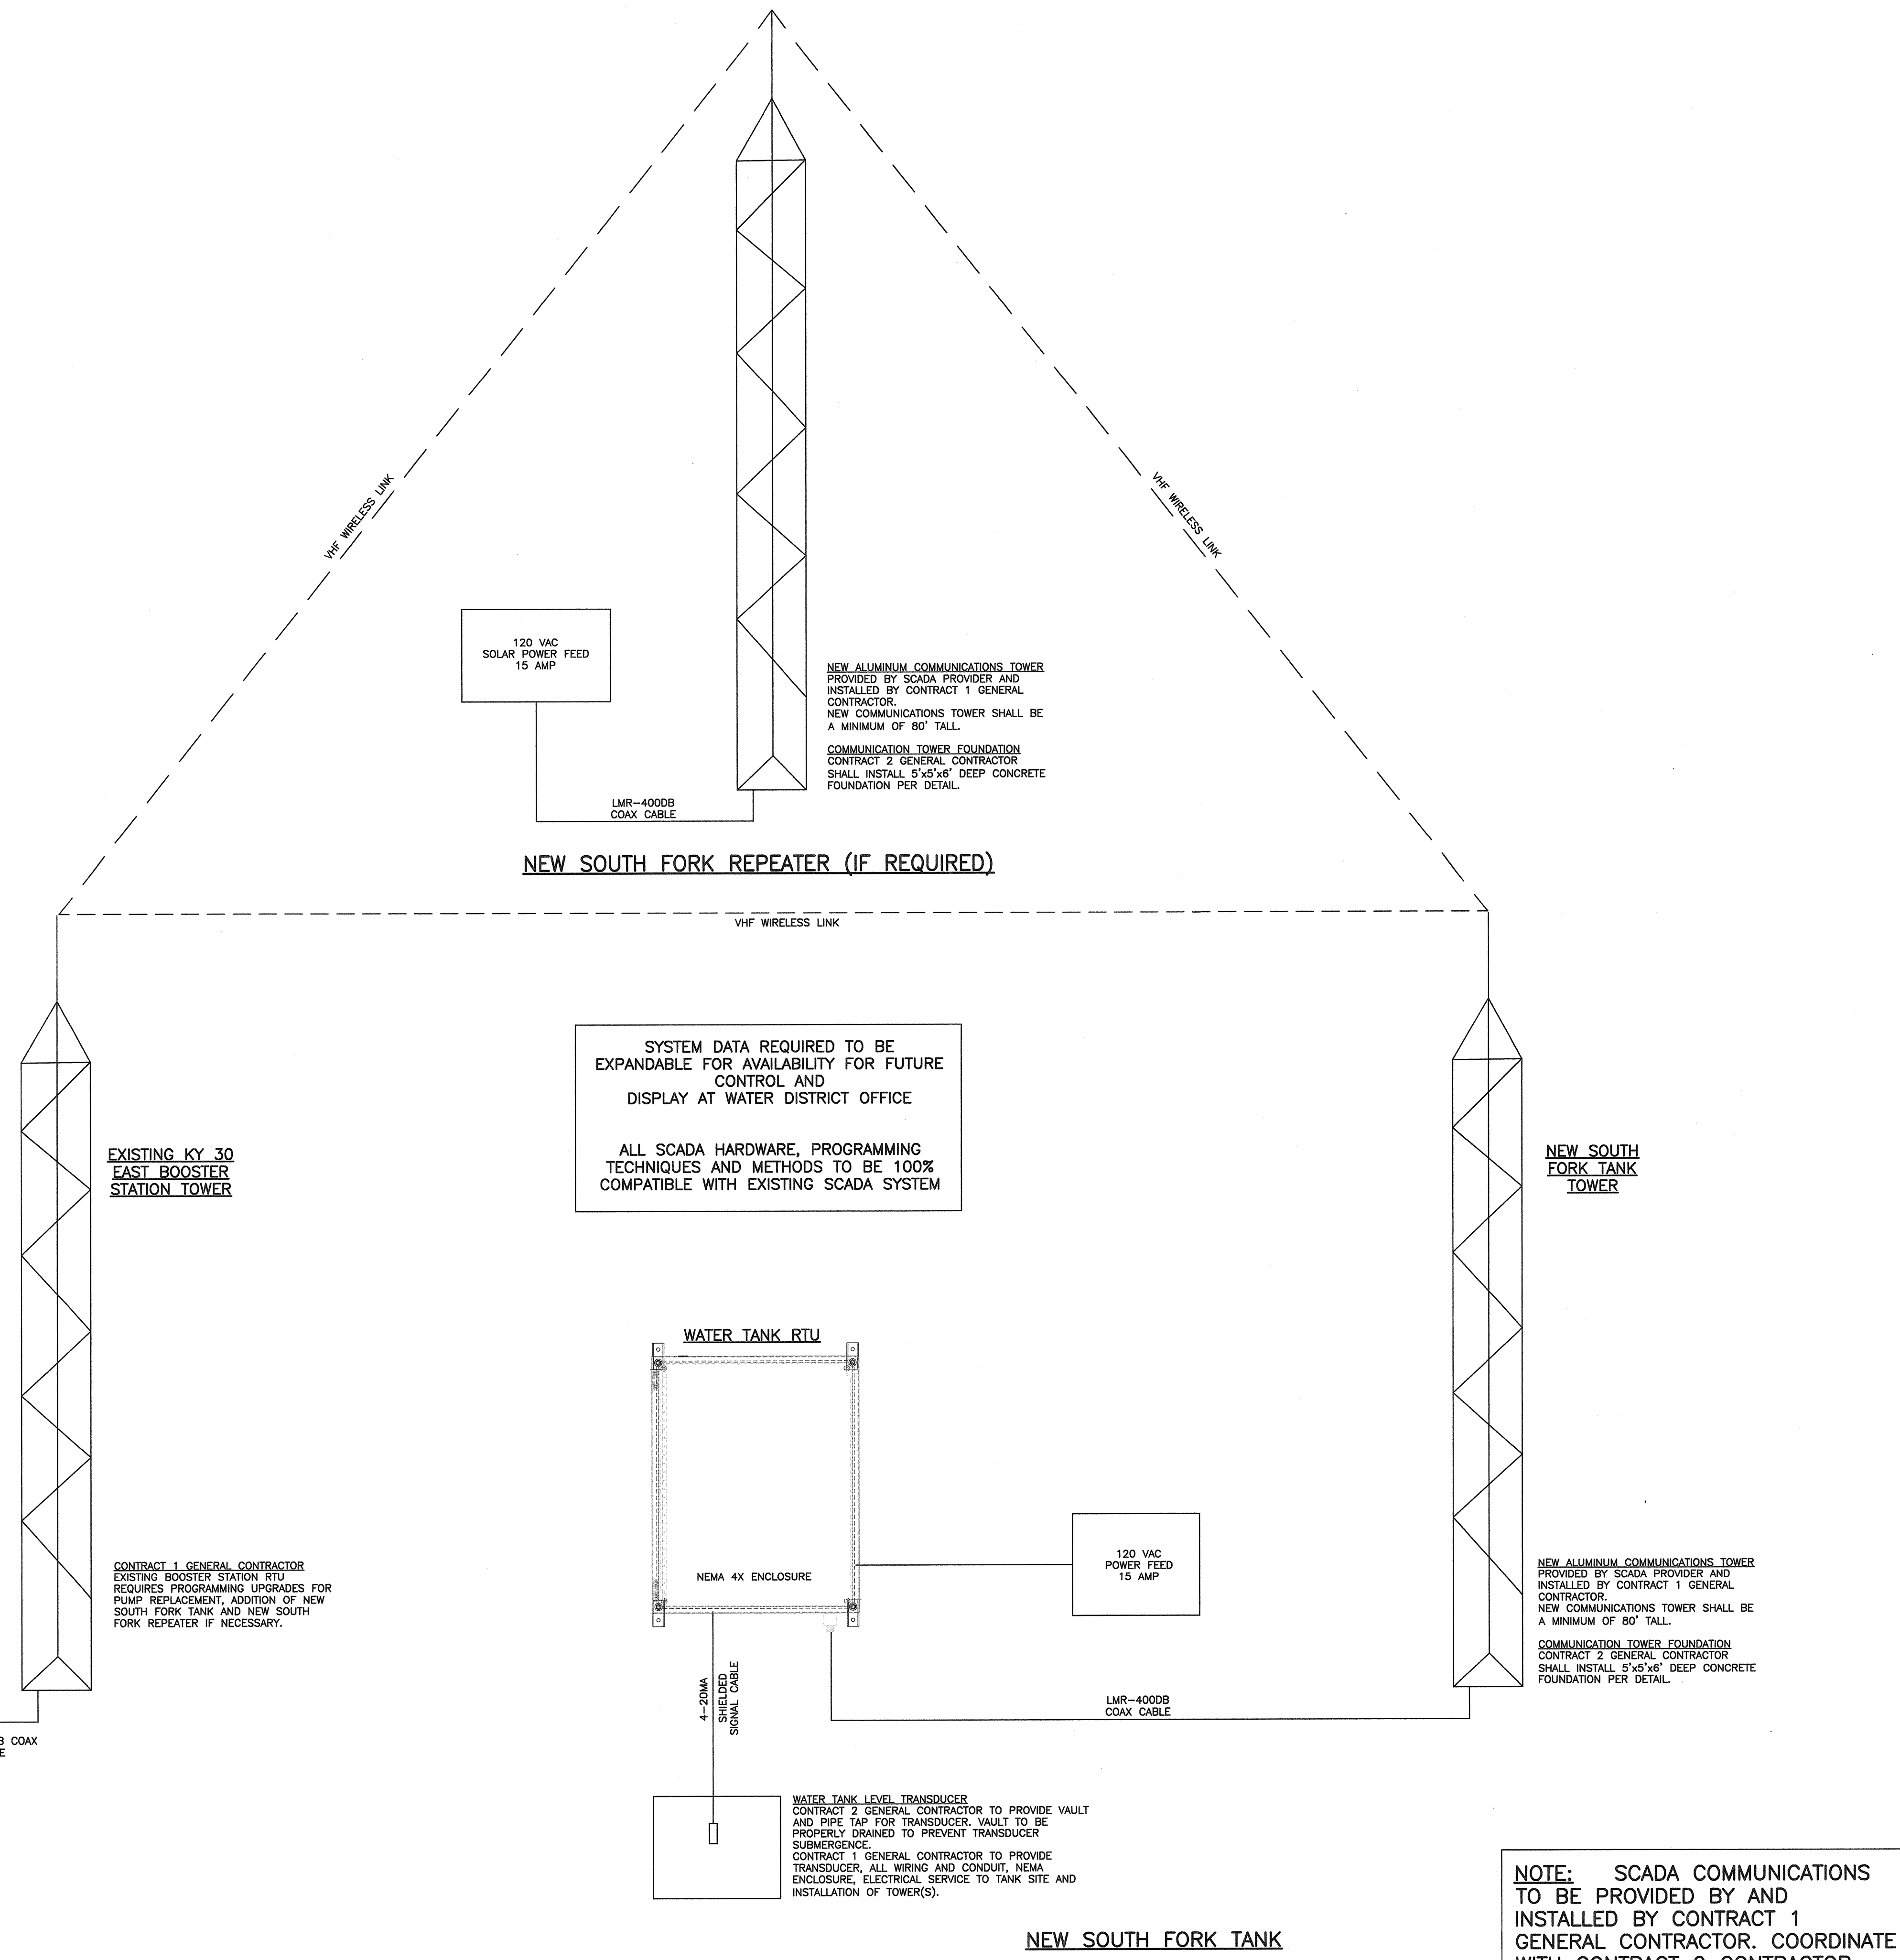 VHF WIRELESS LINK
VHF WIRELESS LINK
120 VAC
SOLAR POWER FEED
15 AMP
NEW ALUMINUM COMMUNICATIONS TOWER
PROVIDED BY SCADA PROVIDER AND
INSTALLED BY CONTRACT 1 GENERAL
CONTRACTOR.
NEW COMMUNICATIONS TOWER SHALL BE
A MINIMUM OF 80' TALL.
COMMUNICATION TOWER FOUNDATION
CONTRACT 2 GENERAL CONTRACTOR
SHALL INSTALL 5'x5'x6' DEEP CONCRETE
FOUNDATION PER DETAIL.
LMR-400DB
COAX CABLE
NEW SOUTH FORK REPEATER (IF REQUIRED)
VHF WIRELESS LINK
SYSTEM DATA REQUIRED TO BE
EXPANDABLE FOR AVAILABILITY FOR FUTURE
CONTROL AND
DISPLAY AT WATER DISTRICT OFFICE
ALL SCADA HARDWARE, PROGRAMMING
TECHNIQUES AND METHODS TO BE 100%
COMPATIBLE WITH EXISTING SCADA SYSTEM
EXISTING KY 30
EAST BOOSTER
STATION TOWER
NEW SOUTH
FORK TANK
TOWER
WATER TANK RTU
NEMA 4X ENCLOSURE
120 VAC
POWER FEED
15 AMP
CONTRACT 1 GENERAL CONTRACTOR
EXISTING BOOSTER STATION RTU
REQUIRES PROGRAMMING UPGRADES FOR
PUMP REPLACEMENT, ADDITION OF NEW
SOUTH FORK TANK AND NEW SOUTH
FORK REPEATER IF NECESSARY.
NEW ALUMINUM COMMUNICATIONS TOWER
PROVIDED BY SCADA PROVIDER AND
INSTALLED BY CONTRACT 1 GENERAL
CONTRACTOR.
NEW COMMUNICATIONS TOWER SHALL BE
A MINIMUM OF 80' TALL.
COMMUNICATION TOWER FOUNDATION
CONTRACT 2 GENERAL CONTRACTOR
SHALL INSTALL 5'x5'x6' DEEP CONCRETE
FOUNDATION PER DETAIL.
4-20MA
SHIELDED
SIGNAL CABLE
LMR-400DB
COAX CABLE
COAX
WATER TANK LEVEL TRANSDUCER
CONTRACT 2 GENERAL CONTRACTOR TO PROVIDE VAULT
AND PIPE TAP FOR TRANSDUCER. VAULT TO BE
PROPERLY DRAINED TO PREVENT TRANSDUCER
SUBMERGENCE.
CONTRACT 1 GENERAL CONTRACTOR TO PROVIDE
TRANSDUCER, ALL WIRING AND CONDUIT, NEMA
ENCLOSURE, ELECTRICAL SERVICE TO TANK SITE AND
INSTALLATION OF TOWER(S).
NEW SOUTH FORK TANK
NOTE: SCADA COMMUNICATIONS
TO BE PROVIDED BY AND
INSTALLED BY CONTRACT 1
GENERAL CONTRACTOR. COORDINATE
WITH CONTRACT 2 CONTRACTOR